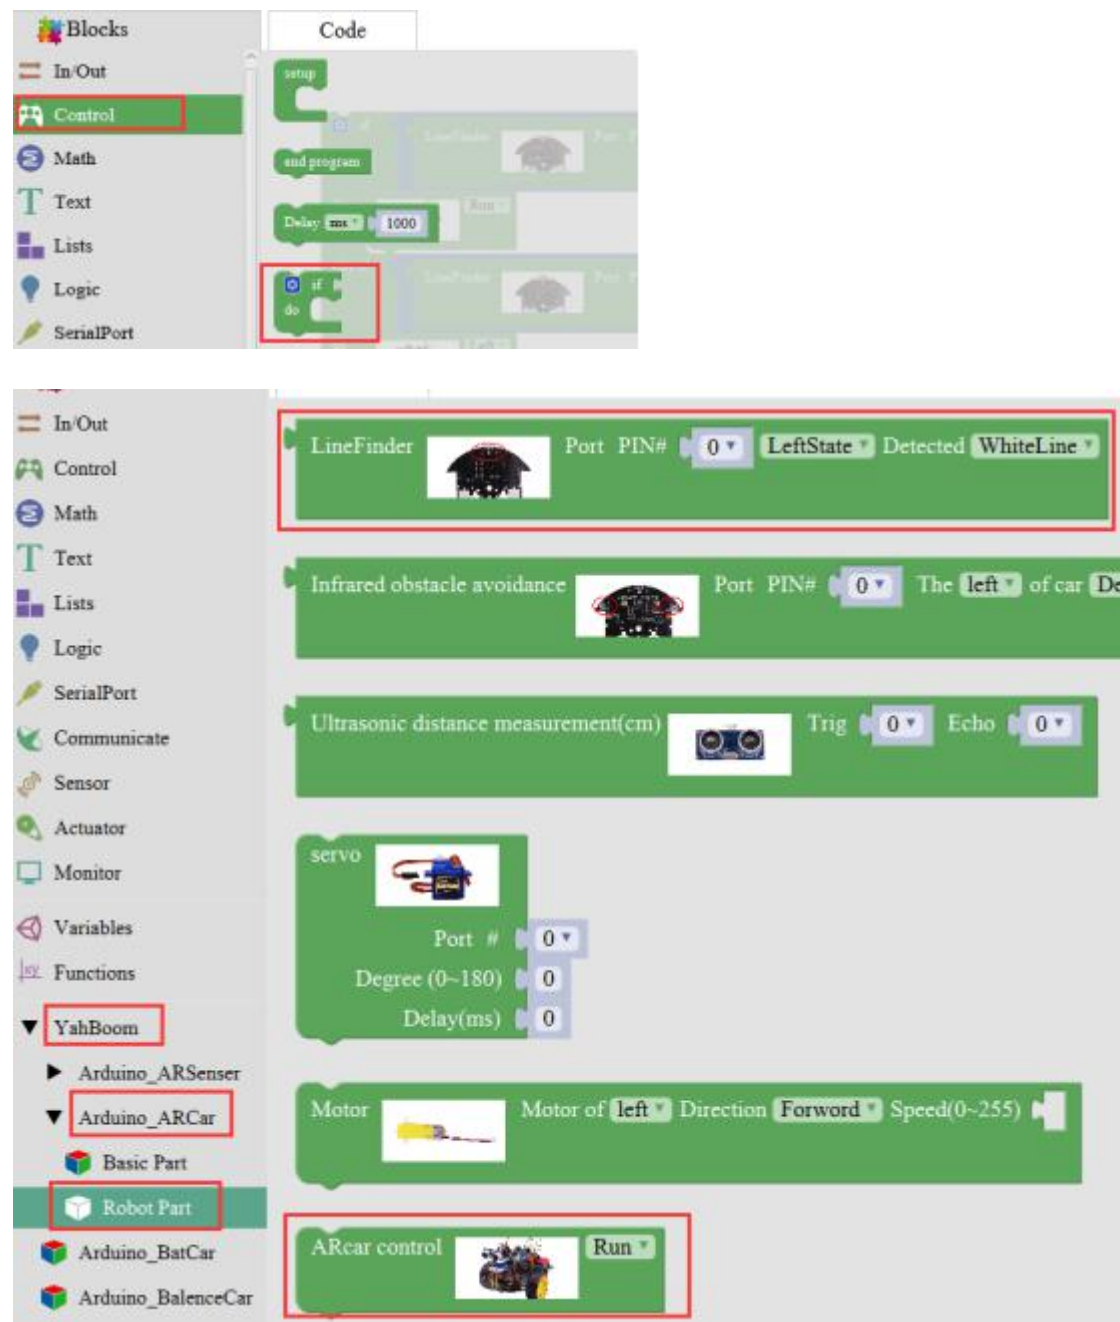 Blocks
Code
In/Out
setup
Control
Math
end program
Text
Delay ms 1000
Lists
Logic
if
do
SerialPort
In/Out
Control
Math
Text
Lists
Logic
SerialPort
Communicate
Sensor
Actuator
Monitor
Variables
Functions
YahBoom
Arduino_ARSenser
Arduino_ARCar
Basic Part
Robot Part
Arduino_BatCar
Arduino_BalenceCar
LineFinder Port PIN# 0 LeftState Detected WhiteLine
Infrared obstacle avoidance Port PIN# 0 The left of car De
Ultrasonic distance measurement(cm) Trig 0 Echo 0
servo
Port # 0
Degree (0~180) 0
Delay(ms) 0
Motor Motor of left Direction Forword Speed(0~255)
ARcar control Run